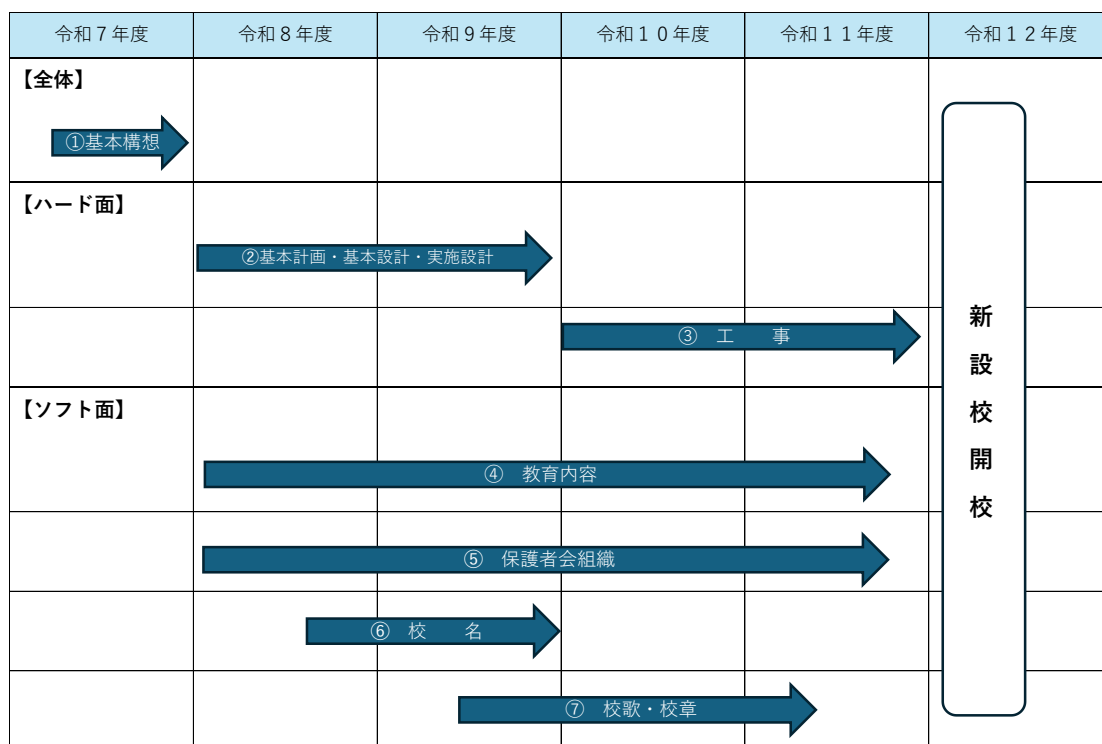 令和７年度
令和８年度
令和９年度
令和１０年度
令和１１年度
令和１２年度
【全体】
①基本構想
【ハード面】
②基本計画・基本設計・実施設計
③　工　　事
【ソフト面】
④　教育内容
⑤　保護者会組織
⑥　校　　名
⑦　校歌・校章
新設校開校